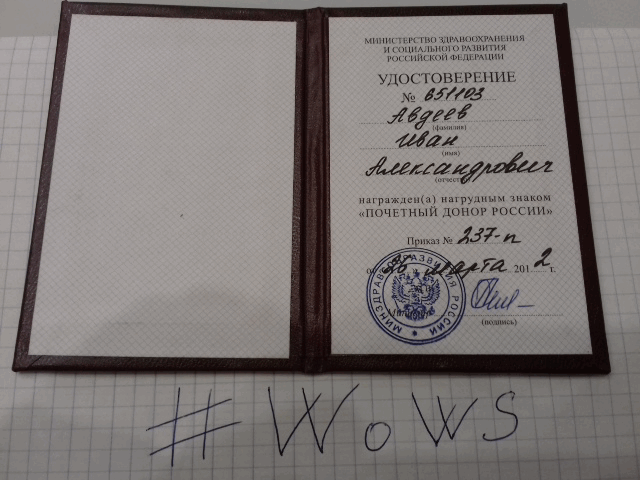 МИНИСТЕРСТВО ЗДРАВООХРАНЕНИЯ
И СОЦИАЛЬНОГО РАЗВИТИЯ
РОССИЙСКОЙ ФЕДЕРАЦИИ
УДОСТОВЕРЕНИЕ
№ 651103
Авдеев
(фамилия)
Иван
(имя)
Александрович
(отчество)
награжден(а) нагрудным знаком
«ПОЧЕТНЫЙ ДОНОР РОССИИ»
Приказ № 237-п
марта 2012 г.
МИНЗДРАВСОЦРАЗВИТИЯ РОССИИ
(подпись)
#WoWS